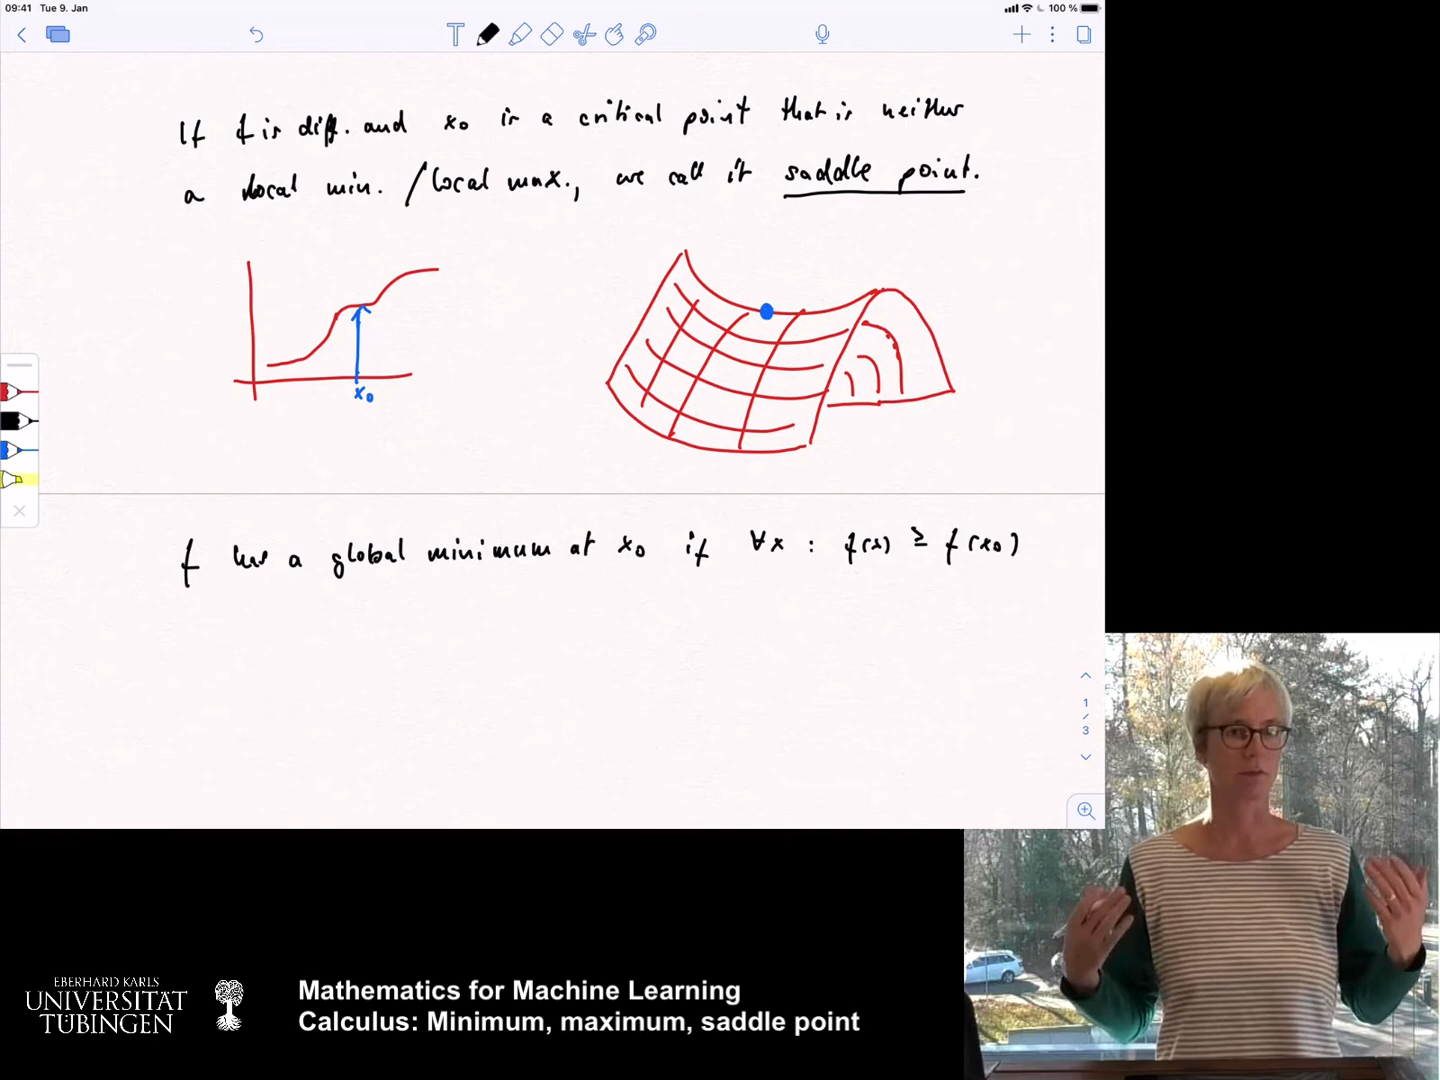 09:41 Tue 9. Jan
100 %
If f is diff. and x₀ is a critical point that is neither
a local min. / local max., we call it saddle point.
x₀
f has a global minimum at x₀ if ∀x : f(x) ≥ f(x₀)
1
/
3
EBERHARD KARLS
UNIVERSITÄT
TÜBINGEN
Mathematics for Machine Learning
Calculus: Minimum, maximum, saddle point